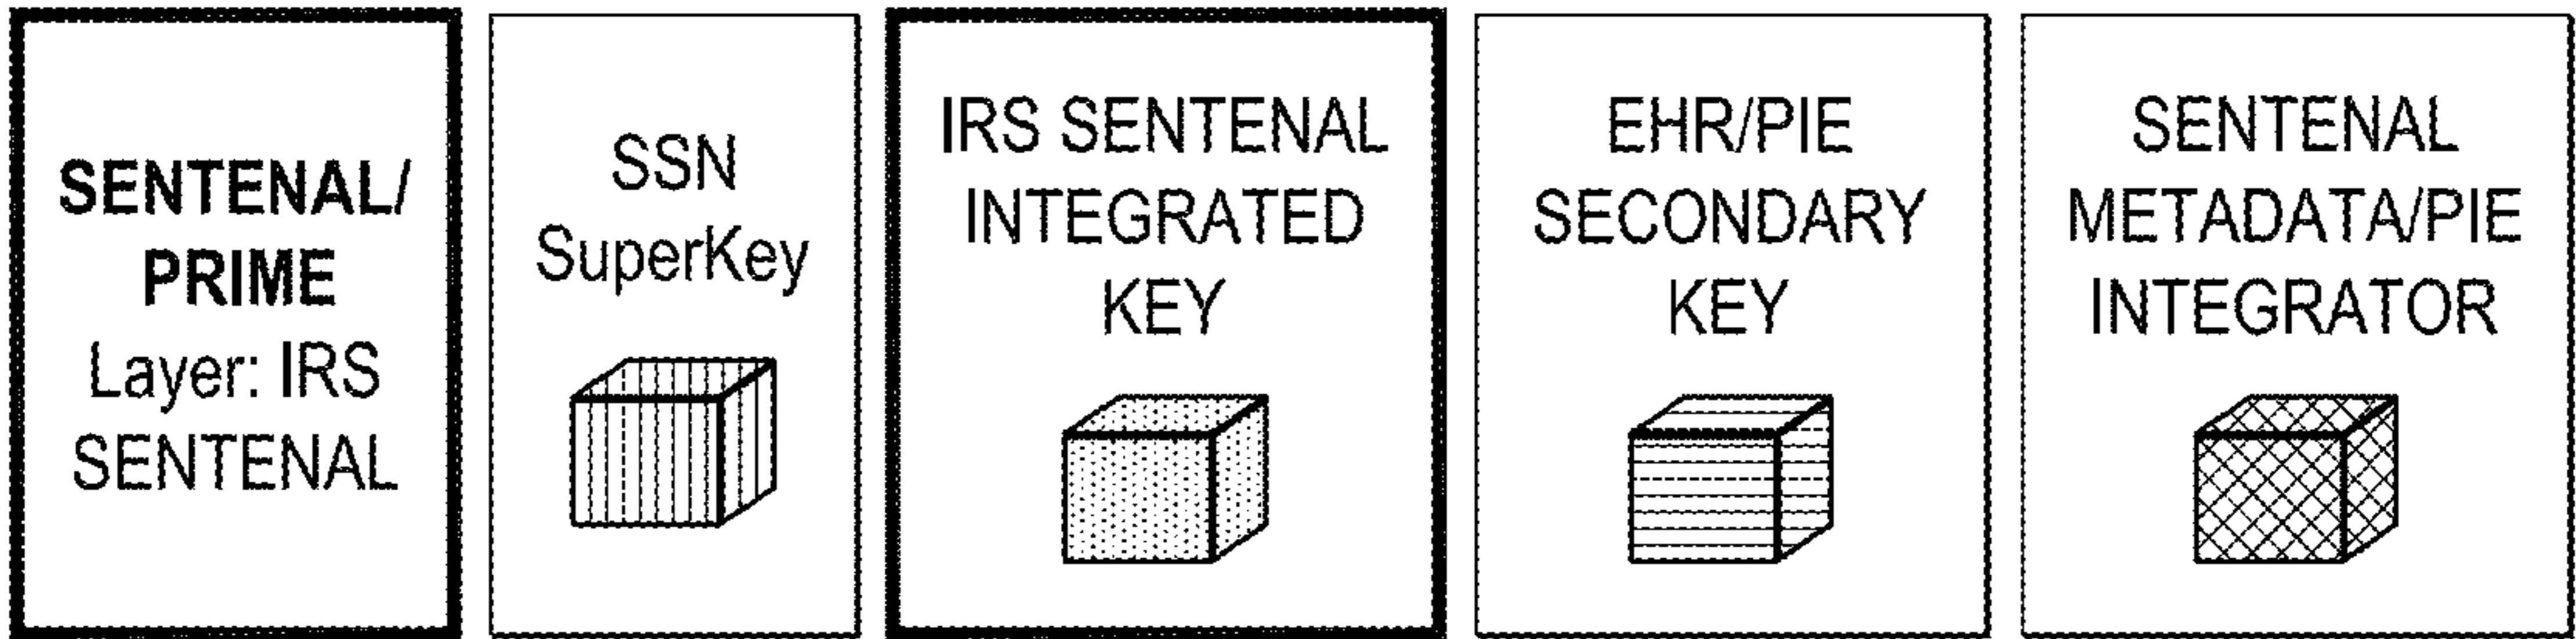 SENTENAL/
PRIME
Layer: IRS
SENTENAL
SSN
SuperKey
IRS SENTENAL
INTEGRATED
KEY
EHR/PIE
SECONDARY
KEY
SENTENAL
METADATA/PIE
INTEGRATOR